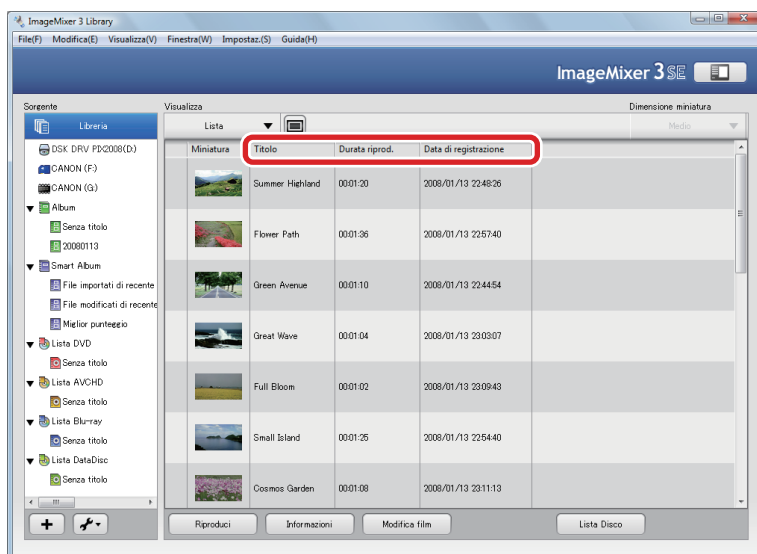 ImageMixer 3 Library
File(F) Modifica(E) Visualizza(V) Finestra(W) Impostaz.(S) Guida(H)
ImageMixer 3 SE
Sorgente Visualizza Dimensione miniatura
Libreria Lista Medio
DSK DRV PX2008(D:)
CANON (F:)
CANON (G:)
Album
Senza titolo
20080113
Smart Album
File importati di recente
File modificati di recente
Miglior punteggio
Lista DVD
Senza titolo
Lista AVCHD
Senza titolo
Lista Blu-ray
Senza titolo
Lista DataDisc
Senza titolo
Miniatura Titolo Durata riprod. Data di registrazione
Summer Highland 00:01:20 2008/01/13 22:48:26
Flower Path 00:01:36 2008/01/13 22:57:40
Green Avenue 00:01:10 2008/01/13 22:44:54
Great Wave 00:01:04 2008/01/13 23:03:07
Full Bloom 00:01:02 2008/01/13 23:09:43
Small Island 00:01:25 2008/01/13 22:54:40
Cosmos Garden 00:01:08 2008/01/13 23:11:13
Riproduci Informazioni Modifica film Lista Disco